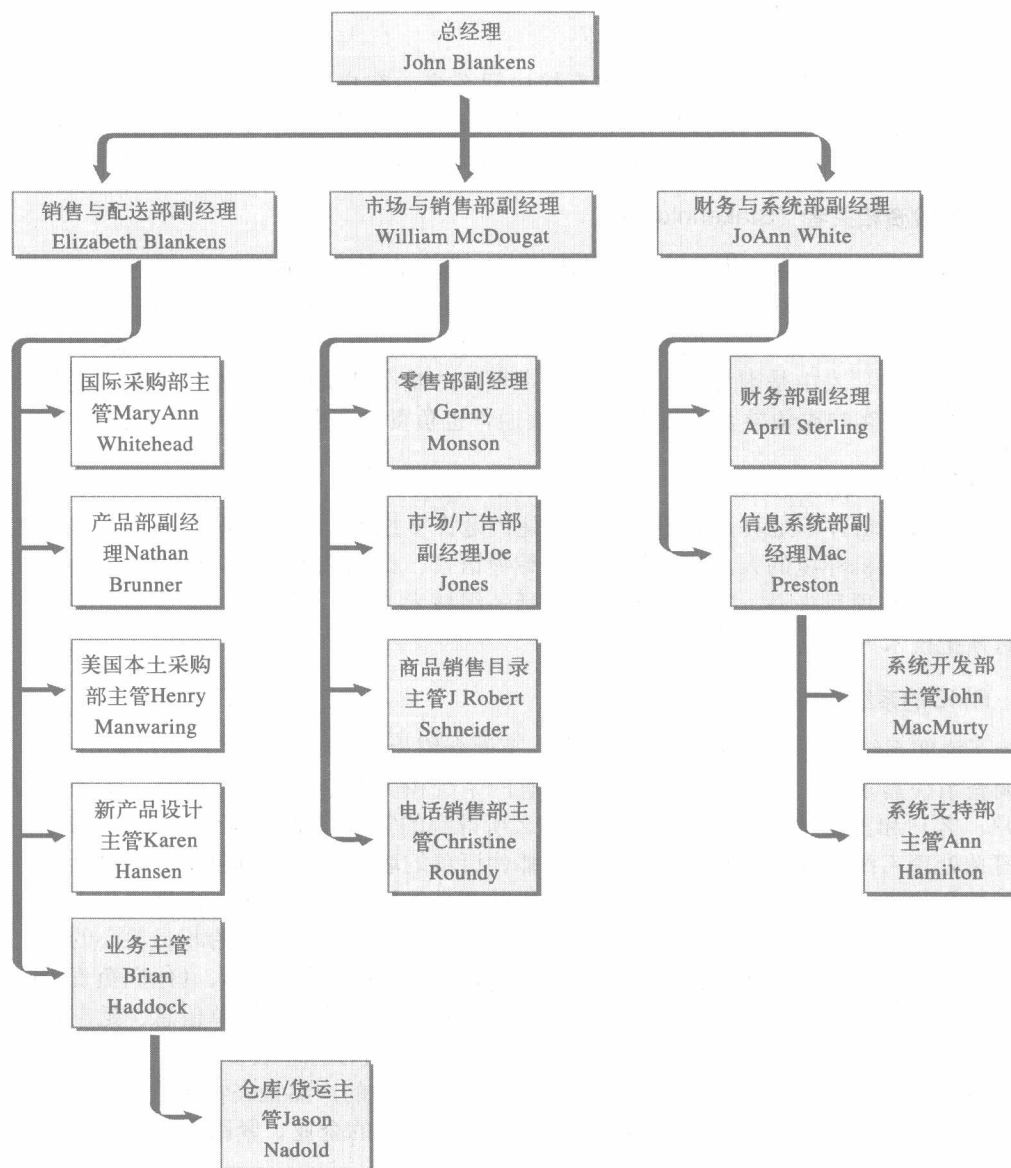 总经理
John Blankens
销售与配送部副经理
Elizabeth Blankens
市场与销售部副经理
William McDougat
财务与系统部副经理
JoAnn White
国际采购部主
管MaryAnn
Whitehead
产品部副经
理Nathan
Brunner
美国本土采购
部主管Henry
Manwaring
新产品设计
主管Karen
Hansen
业务主管
Brian
Haddock
仓库/货运主
管Jason
Nadold
零售部副经理
Genny
Monson
市场/广告部
副经理Joe
Jones
商品销售目录
主管J Robert
Schneider
电话销售部主
管Christine
Roundy
财务部副经理
April Sterling
信息系统部副
经理Mac
Preston
系统开发部
主管John
MacMurty
系统支持部
主管Ann
Hamilton